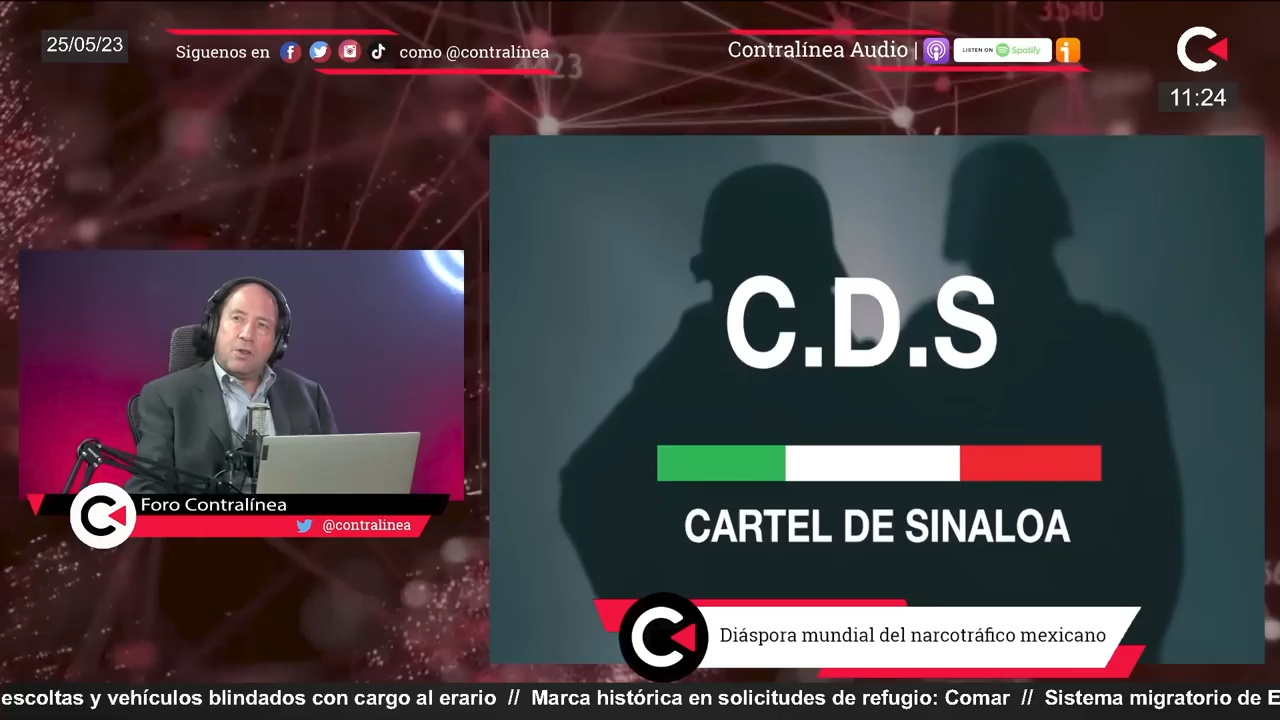 25/05/23
Siguenos en
como @contralínea
Contralínea Audio |
LISTEN ON Spotify
11:24
C.D.S
CARTEL DE SINALOA
Foro Contralínea
@contralinea
Diáspora mundial del narcotráfico mexicano
escoltas y vehículos blindados con cargo al erario // Marca histórica en solicitudes de refugio: Comar // Sistema migratorio de E